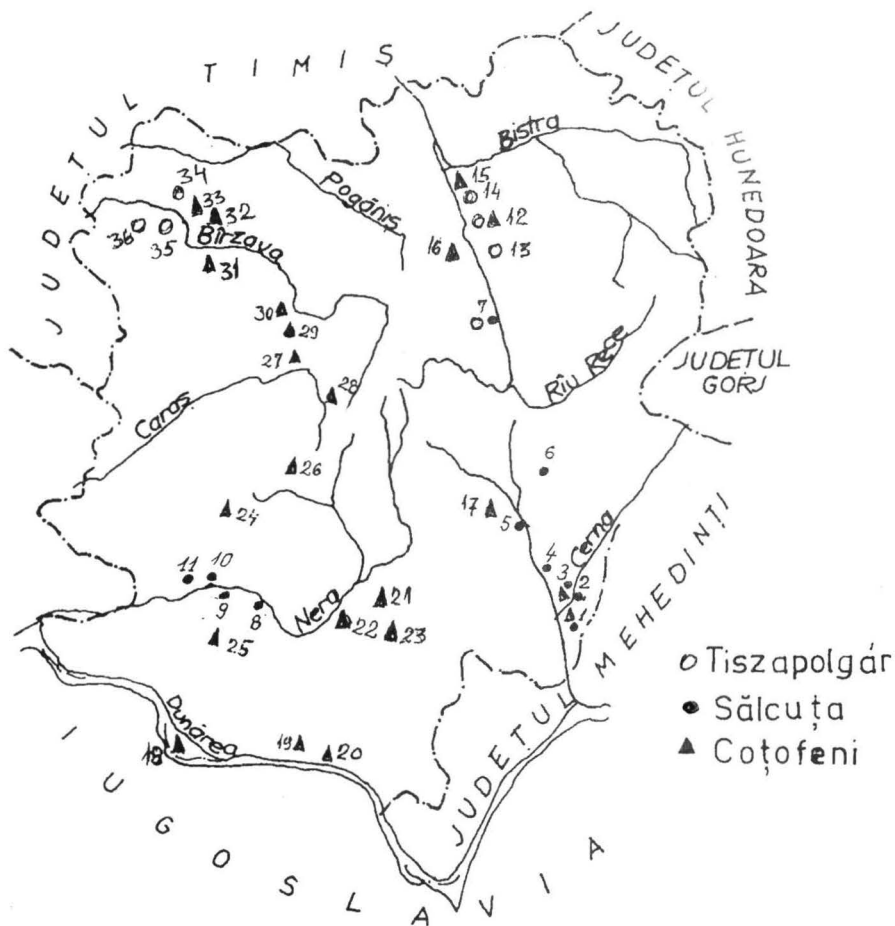 JUDEȚUL TIMIȘ
JUDEȚUL HUNEDOARA
Bistra
Pogăniș
15
14
34
33
32
12
36
35
Bîrzava
16
13
31
7
30
29
27
Rîu Rece
JUDEȚUL
GORJ
28
Caraș
6
26
17
24
5
Cerna
4
3
2
11
10
1
9
8
Nera
21
22
23
25
JUDEȚUL MEHEDINȚI
Dunărea
18
19
20
IUGOSLAVIA
Tiszapolgár
Sălcuța
Coțofeni